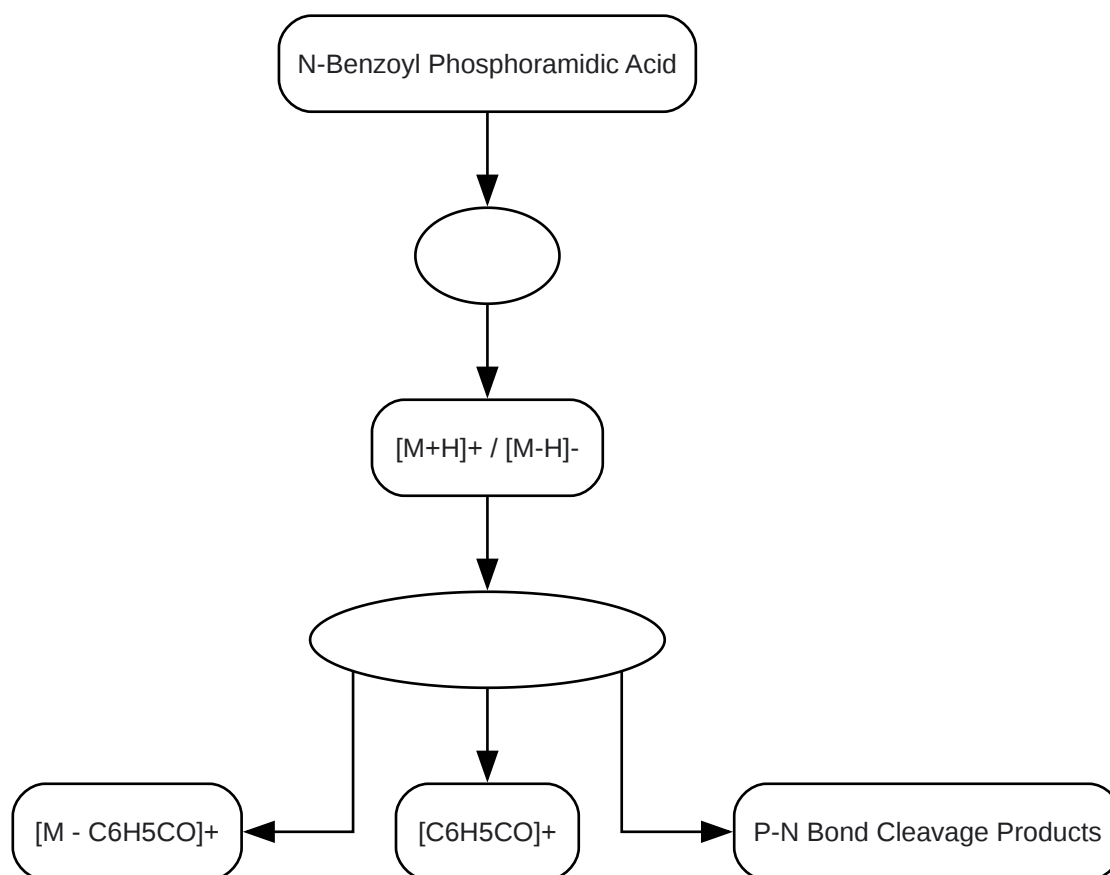 N-Benzoyl Phosphoramidic Acid
[M+H]+ / [M-H]-
[M - C6H5CO]+
[C6H5CO]+
P-N Bond Cleavage Products